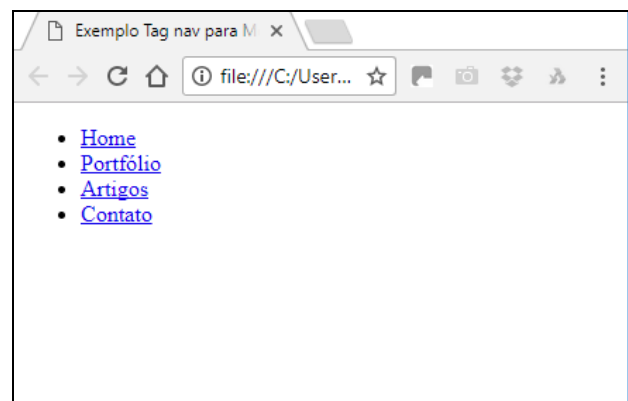 Exemplo Tag nav para M
file:///C:/User...
Home
Portfólio
Artigos
Contato